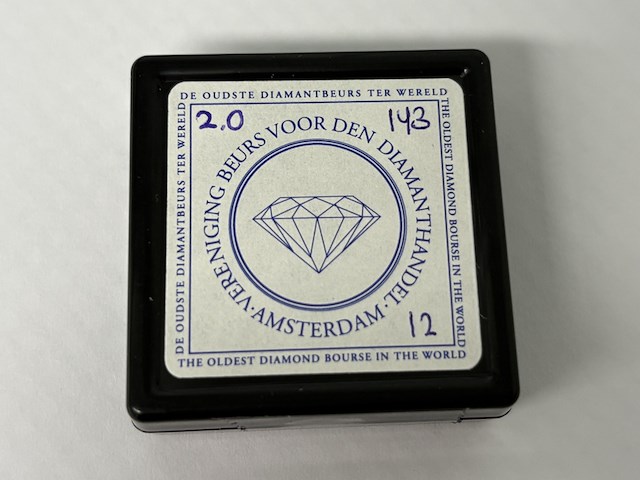 DE OUDSTE DIAMANTBEURS TER WERELD
DE OUDSTE DIAMANTBEURS TER WERELD
THE OLDEST DIAMOND BOURSE IN THE WORLD
2.0
143
VERENIGING BEURS VOOR DEN DIAMANTHANDEL
· AMSTERDAM ·
12
THE OLDEST DIAMOND BOURSE IN THE WORLD